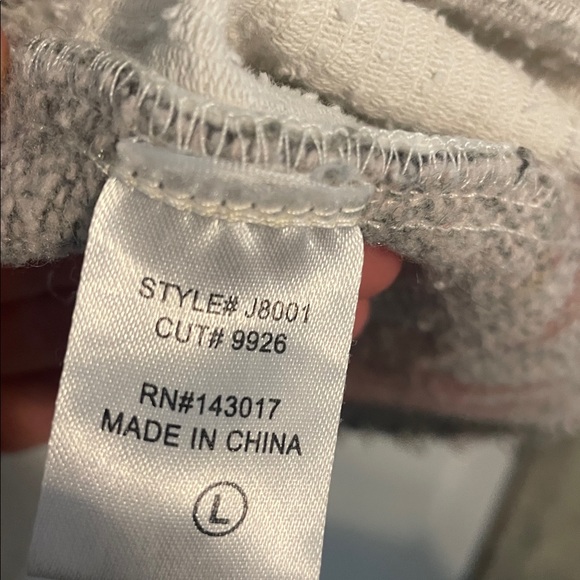 STYLE# J8001
CUT# 9926
RN#143017
MADE IN CHINA
L